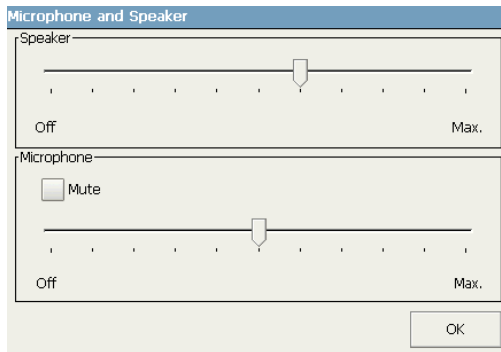 Microphone and Speaker
Speaker
Off Max.
Microphone
Mute
Off Max.
OK